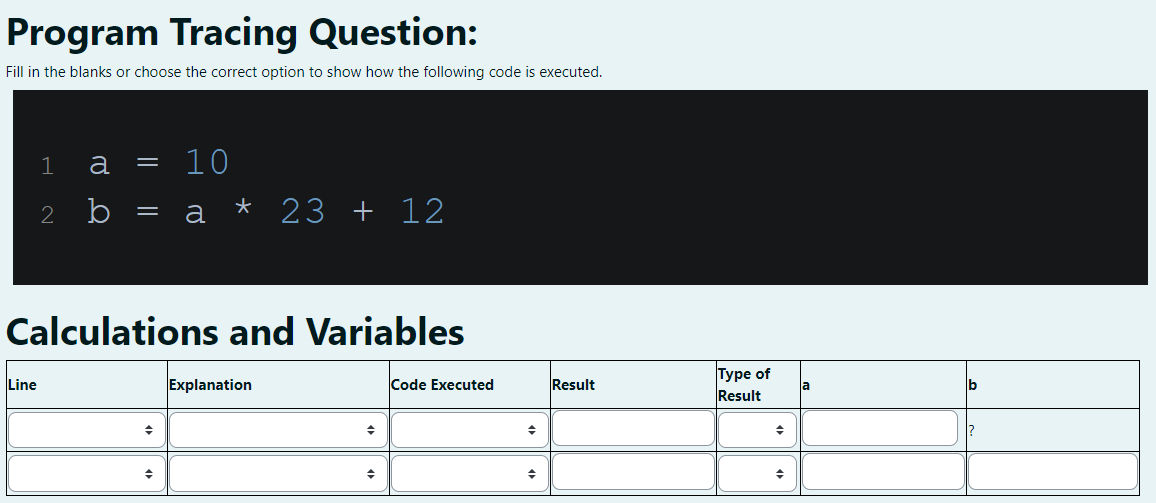 Program Tracing Question:
Fill in the blanks or choose the correct option to show how the following code is executed.
1 a = 10
2 b = a * 23 + 12
Calculations and Variables
Line Explanation Code Executed Result Type of Result a b
?